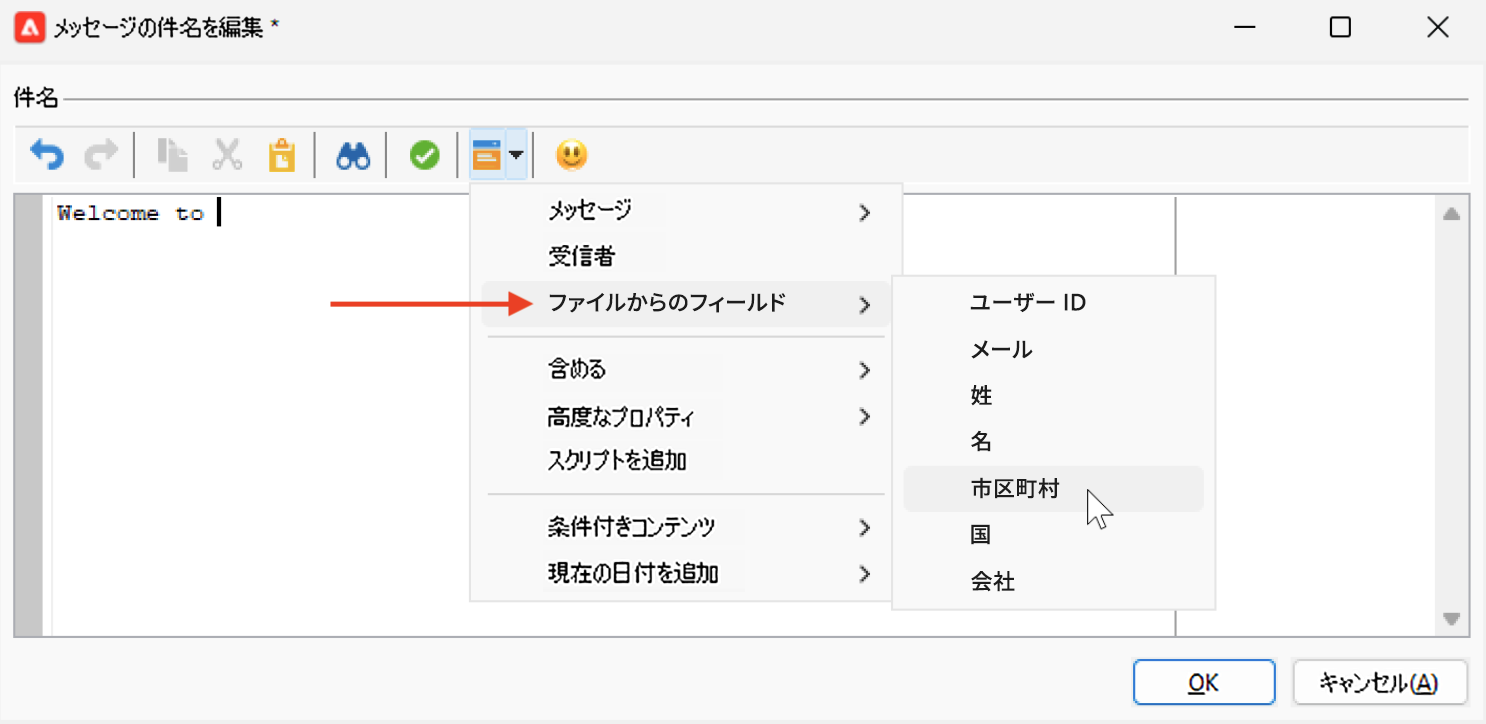 メッセージの件名を編集 *
件名
Welcome to
メッセージ
受信者
ファイルからのフィールド
含める
高度なプロパティ
スクリプトを追加
条件付きコンテンツ
現在の日付を追加
ユーザー ID
メール
姓
名
市区町村
国
会社
OK
キャンセル(A)